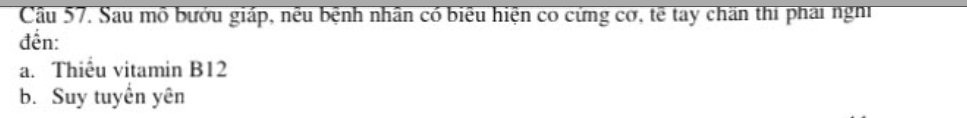 Câu 57. Sau mổ bướu giáp, nếu bệnh nhân có biểu hiện co cứng cơ, tê tay chân thì phải nghĩ
đến:
a. Thiếu vitamin B12
b. Suy tuyến yên